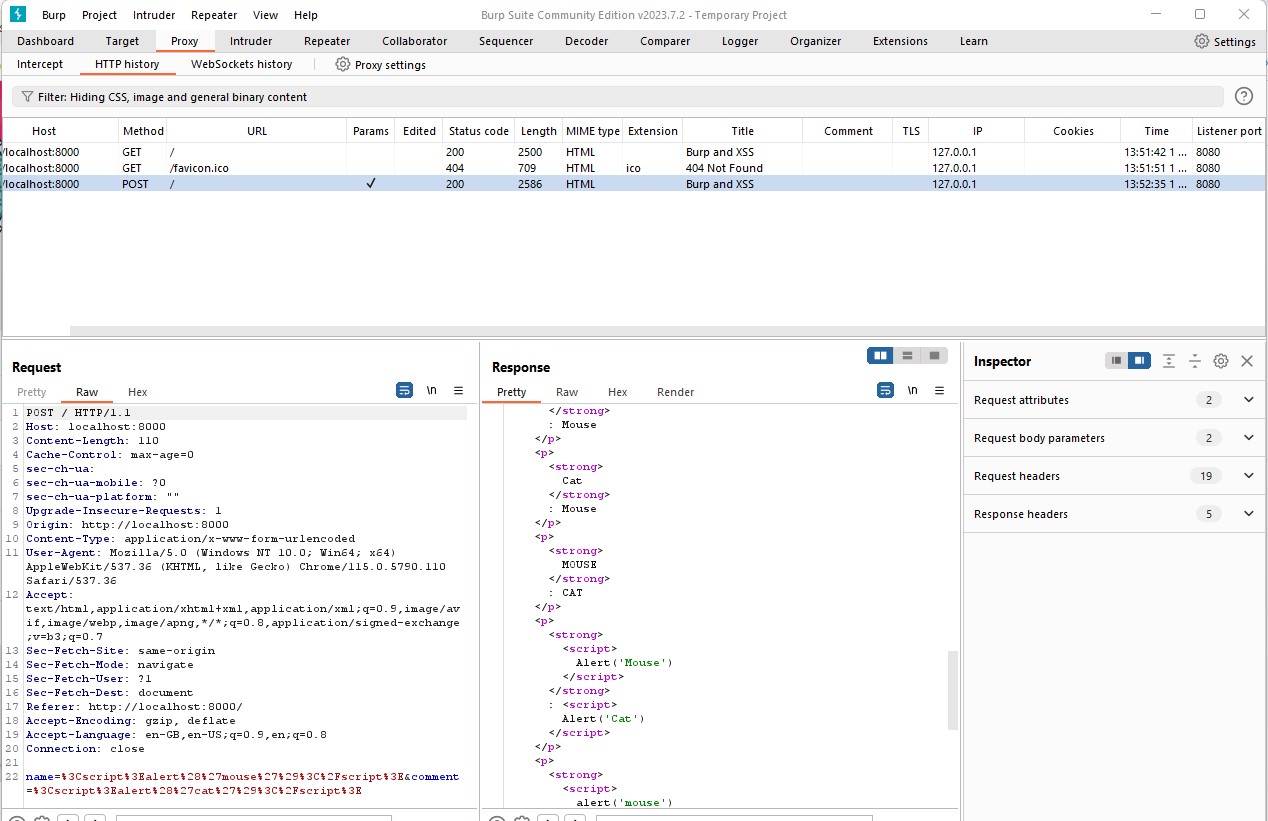 Burp Project Intruder Repeater View Help Burp Suite Community Edition v2023.7.2 - Temporary Project
Dashboard Target Proxy Intruder Repeater Collaborator Sequencer Decoder Comparer Logger Organizer Extensions Learn Settings
Intercept HTTP history WebSockets history Proxy settings
Filter: Hiding CSS, image and general binary content
Host Method URL Params Edited Status code Length MIME type Extension Title Comment TLS IP Cookies Time Listener port
/localhost:8000 GET / 200 2500 HTML Burp and XSS 127.0.0.1 13:51:42 1 ... 8080
/localhost:8000 GET /favicon.ico 404 709 HTML ico 404 Not Found 127.0.0.1 13:51:51 1 ... 8080
/localhost:8000 POST / ✓ 200 2586 HTML Burp and XSS 127.0.0.1 13:52:35 1 ... 8080
Request
Pretty Raw Hex \n
1 POST / HTTP/1.1
2 Host: localhost:8000
3 Content-Length: 110
4 Cache-Control: max-age=0
5 sec-ch-ua:
6 sec-ch-ua-mobile: ?0
7 sec-ch-ua-platform: ""
8 Upgrade-Insecure-Requests: 1
9 Origin: http://localhost:8000
10 Content-Type: application/x-www-form-urlencoded
11 User-Agent: Mozilla/5.0 (Windows NT 10.0; Win64; x64)
AppleWebKit/537.36 (KHTML, like Gecko) Chrome/115.0.5790.110
Safari/537.36
12 Accept:
text/html,application/xhtml+xml,application/xml;q=0.9,image/av
if,image/webp,image/apng,*/*;q=0.8,application/signed-exchange
;v=b3;q=0.7
13 Sec-Fetch-Site: same-origin
14 Sec-Fetch-Mode: navigate
15 Sec-Fetch-User: ?1
16 Sec-Fetch-Dest: document
17 Referer: http://localhost:8000/
18 Accept-Encoding: gzip, deflate
19 Accept-Language: en-GB,en-US;q=0.9,en;q=0.8
20 Connection: close
21
22 name=%3Cscript%3Ealert%28%27mouse%27%29%3C%2Fscript%3E&comment
=%3Cscript%3Ealert%28%27cat%27%29%3C%2Fscript%3E
Response
Pretty Raw Hex Render \n
</strong>
: Mouse
</p>
<p>
<strong>
Cat
</strong>
: Mouse
</p>
<p>
<strong>
MOUSE
</strong>
: CAT
</p>
<p>
<strong>
<script>
Alert('Mouse')
</script>
</strong>
: <script>
Alert('Cat')
</script>
</p>
<p>
<strong>
<script>
alert('mouse')
Inspector
Request attributes 2
Request body parameters 2
Request headers 19
Response headers 5